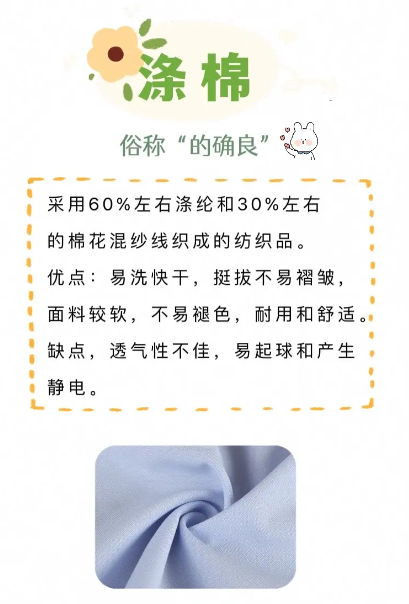 涤棉
俗称“的确良”
采用60%左右涤纶和30%左右
的棉花混纱线织成的纺织品。
优点：易洗快干，挺拔不易褶皱，
面料较软，不易褪色，耐用和舒适。
缺点，透气性不佳，易起球和产生
静电。